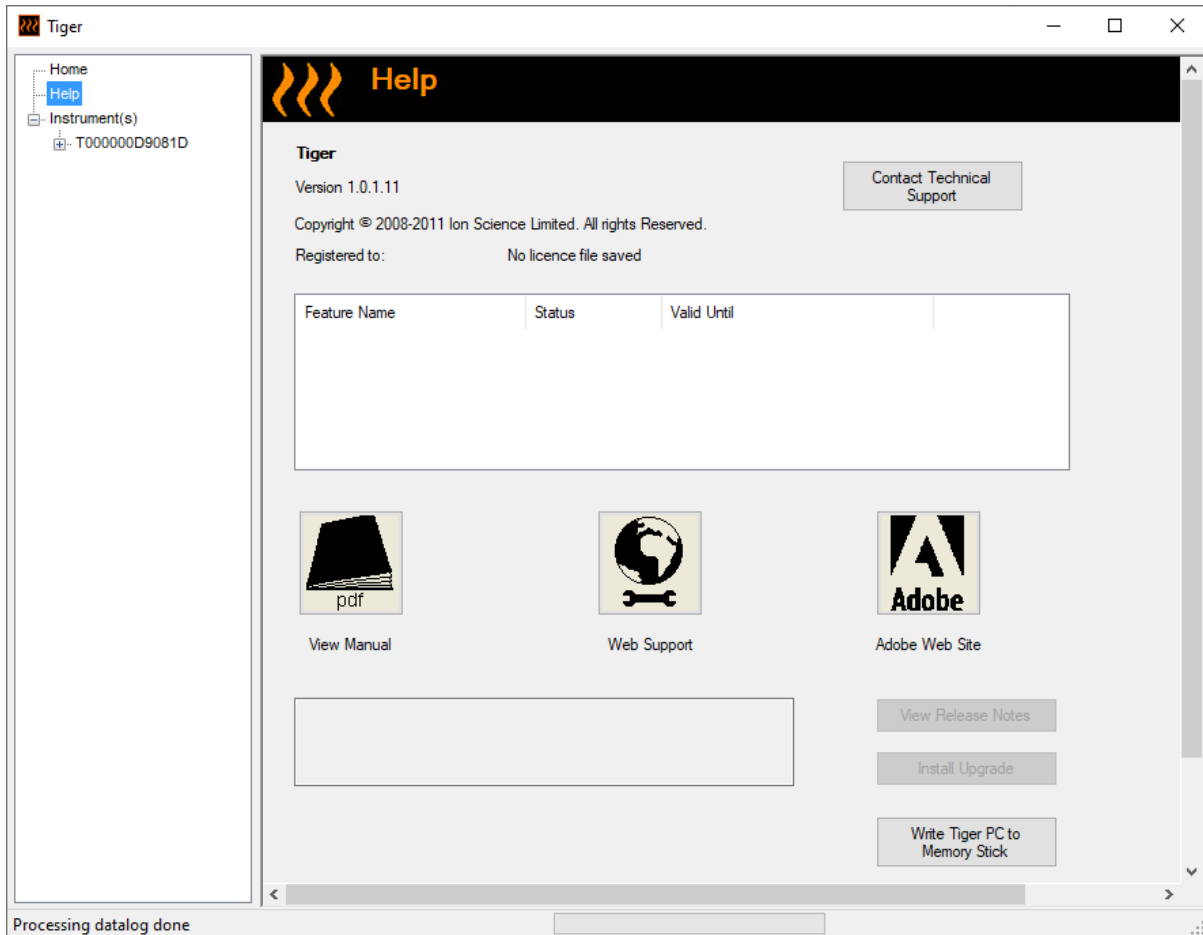 Tiger
Home
Help
Instrument(s)
T000000D9081D
Help
Tiger
Version 1.0.1.11
Contact Technical
Support
Copyright © 2008-2011 Ion Science Limited. All rights Reserved.
Registered to: No licence file saved
Feature Name Status Valid Until
pdf
Adobe
View Manual
Web Support
Adobe Web Site
View Release Notes
Install Upgrade
Write Tiger PC to
Memory Stick
Processing datalog done